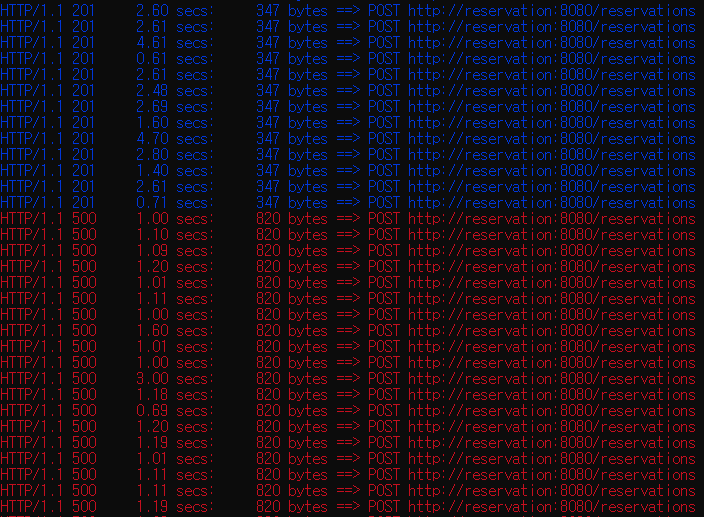 HTTP/1.1 201     2.60 secs:     347 bytes ==> POST http://reservation:8080/reservations
HTTP/1.1 201     2.61 secs:     347 bytes ==> POST http://reservation:8080/reservations
HTTP/1.1 201     4.61 secs:     347 bytes ==> POST http://reservation:8080/reservations
HTTP/1.1 201     0.61 secs:     347 bytes ==> POST http://reservation:8080/reservations
HTTP/1.1 201     2.61 secs:     347 bytes ==> POST http://reservation:8080/reservations
HTTP/1.1 201     2.48 secs:     347 bytes ==> POST http://reservation:8080/reservations
HTTP/1.1 201     2.69 secs:     347 bytes ==> POST http://reservation:8080/reservations
HTTP/1.1 201     1.60 secs:     347 bytes ==> POST http://reservation:8080/reservations
HTTP/1.1 201     4.70 secs:     347 bytes ==> POST http://reservation:8080/reservations
HTTP/1.1 201     2.80 secs:     347 bytes ==> POST http://reservation:8080/reservations
HTTP/1.1 201     1.40 secs:     347 bytes ==> POST http://reservation:8080/reservations
HTTP/1.1 201     2.61 secs:     347 bytes ==> POST http://reservation:8080/reservations
HTTP/1.1 201     0.71 secs:     347 bytes ==> POST http://reservation:8080/reservations
HTTP/1.1 500     1.00 secs:     820 bytes ==> POST http://reservation:8080/reservations
HTTP/1.1 500     1.10 secs:     820 bytes ==> POST http://reservation:8080/reservations
HTTP/1.1 500     1.09 secs:     820 bytes ==> POST http://reservation:8080/reservations
HTTP/1.1 500     1.20 secs:     820 bytes ==> POST http://reservation:8080/reservations
HTTP/1.1 500     1.01 secs:     820 bytes ==> POST http://reservation:8080/reservations
HTTP/1.1 500     1.11 secs:     820 bytes ==> POST http://reservation:8080/reservations
HTTP/1.1 500     1.00 secs:     820 bytes ==> POST http://reservation:8080/reservations
HTTP/1.1 500     1.60 secs:     820 bytes ==> POST http://reservation:8080/reservations
HTTP/1.1 500     1.01 secs:     820 bytes ==> POST http://reservation:8080/reservations
HTTP/1.1 500     1.00 secs:     820 bytes ==> POST http://reservation:8080/reservations
HTTP/1.1 500     3.00 secs:     820 bytes ==> POST http://reservation:8080/reservations
HTTP/1.1 500     1.18 secs:     820 bytes ==> POST http://reservation:8080/reservations
HTTP/1.1 500     0.69 secs:     820 bytes ==> POST http://reservation:8080/reservations
HTTP/1.1 500     1.20 secs:     820 bytes ==> POST http://reservation:8080/reservations
HTTP/1.1 500     1.19 secs:     820 bytes ==> POST http://reservation:8080/reservations
HTTP/1.1 500     1.01 secs:     820 bytes ==> POST http://reservation:8080/reservations
HTTP/1.1 500     1.11 secs:     820 bytes ==> POST http://reservation:8080/reservations
HTTP/1.1 500     1.11 secs:     820 bytes ==> POST http://reservation:8080/reservations
HTTP/1.1 500     1.19 secs:     820 bytes ==> POST http://reservation:8080/reservations